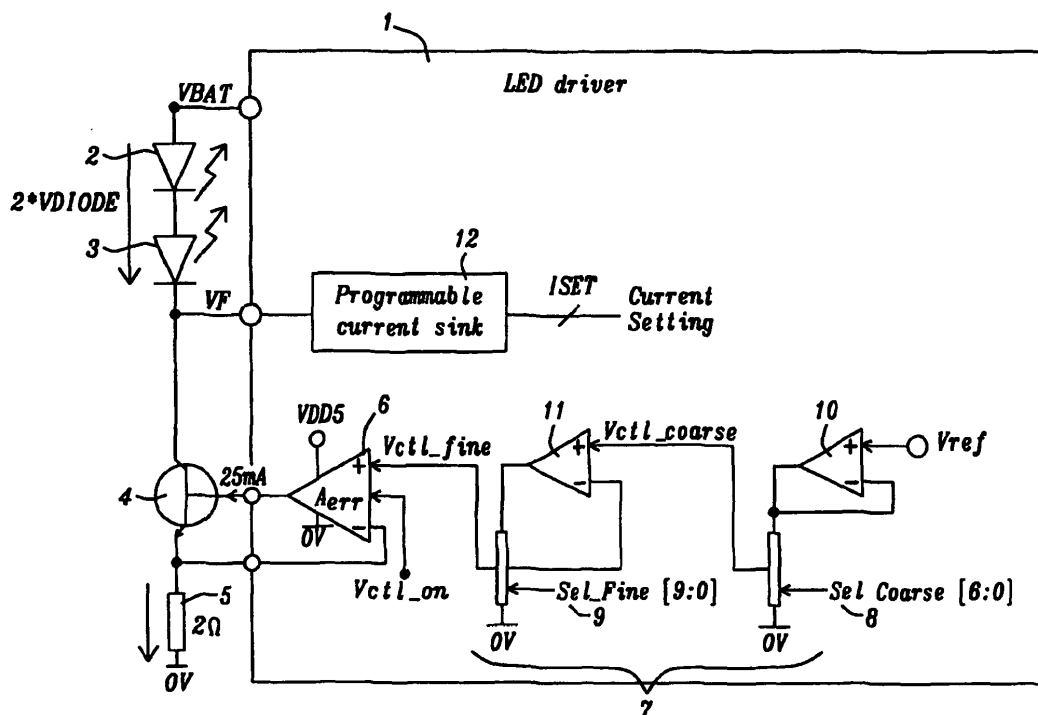 1
LED driver
VBAT
2
2*VDIODE
3
VF
12
Programmable
current sink
ISET
Current
Setting
VDD5
6
Vctl_fine
11
Vctl_coarse
10
Vref
+
-
+
-
4
25mA
+
Aerr
-
0V
Vctl_on
Sel_Fine [9:0]
9
0V
Sel Coarse [6:0]
8
0V
5
2Ω
0V
7